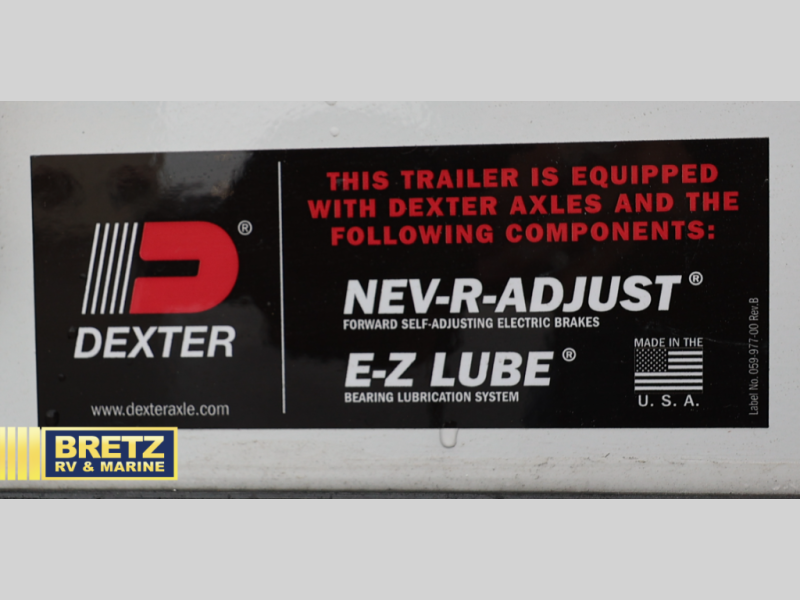 THIS TRAILER IS EQUIPPED
WITH DEXTER AXLES AND THE
FOLLOWING COMPONENTS:
DEXTER®
www.dexteraxle.com
NEV-R-ADJUST®
FORWARD SELF-ADJUSTING ELECTRIC BRAKES
E-Z LUBE®
BEARING LUBRICATION SYSTEM
MADE IN THE
U. S. A.
Label No. 059-977-00 Rev.B
BRETZ
RV & MARINE